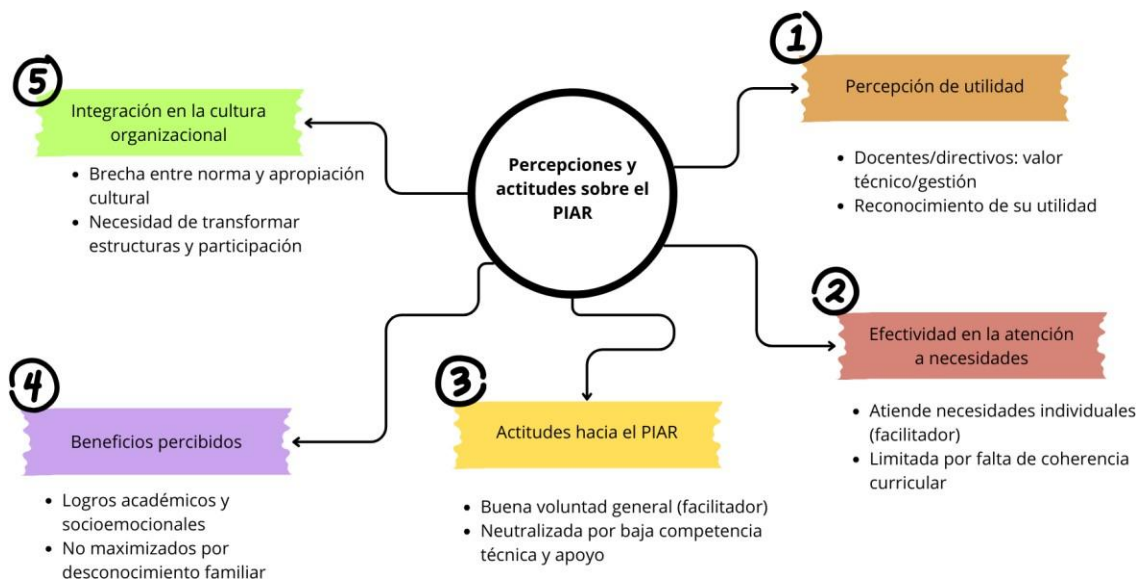 Percepciones y
actitudes sobre el
PIAR
1
Percepción de utilidad
• Docentes/directivos: valor
técnico/gestión
• Reconocimiento de su utilidad
2
Efectividad en la atención
a necesidades
• Atiende necesidades individuales
(facilitador)
• Limitada por falta de coherencia
curricular
3
Actitudes hacia el PIAR
• Buena voluntad general (facilitador)
• Neutralizada por baja competencia
técnica y apoyo
4
Beneficios percibidos
• Logros académicos y
socioemocionales
• No maximizados por
desconocimiento familiar
5
Integración en la cultura
organizacional
• Brecha entre norma y apropiación
cultural
• Necesidad de transformar
estructuras y participación